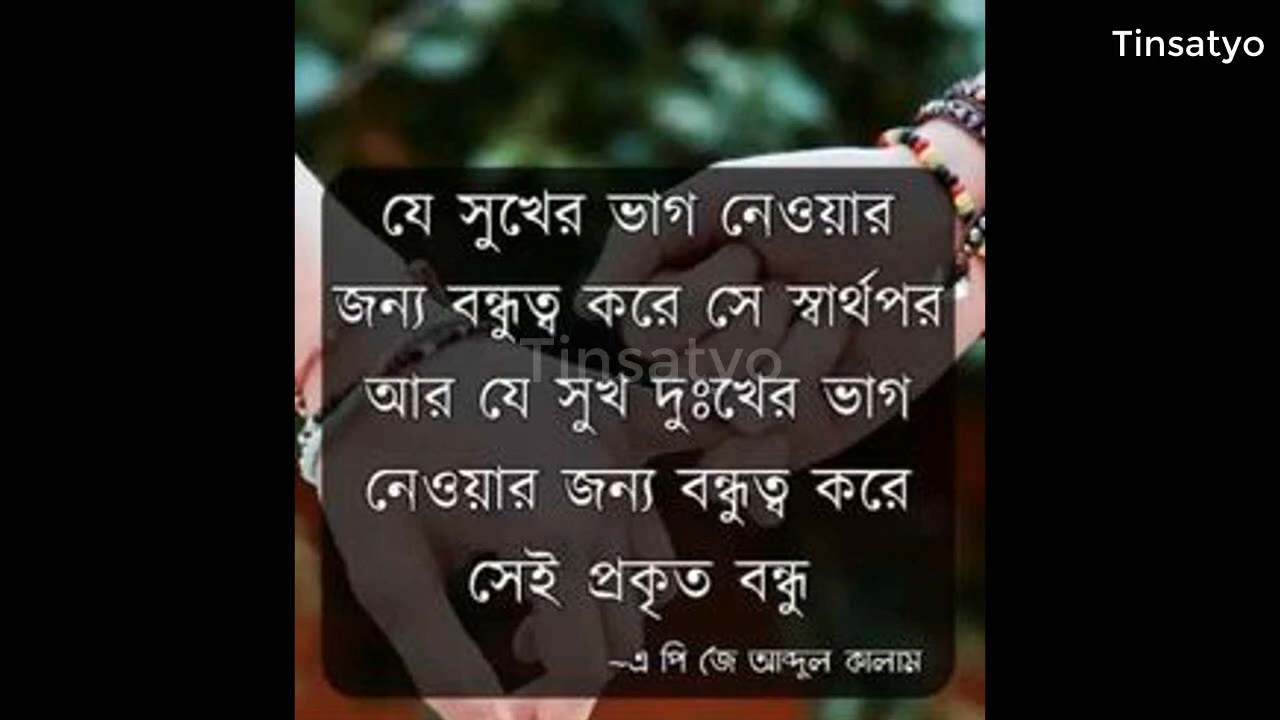 Tinsatyo
যে সুখের ভাগ নেওয়ার
জন্য বন্ধুত্ব করে সে স্বার্থপর
Tinsatyo
আর যে সুখ দুঃখের ভাগ
নেওয়ার জন্য বন্ধুত্ব করে
সেই প্রকৃত বন্ধু
~এ পি জে আব্দুল কালাম